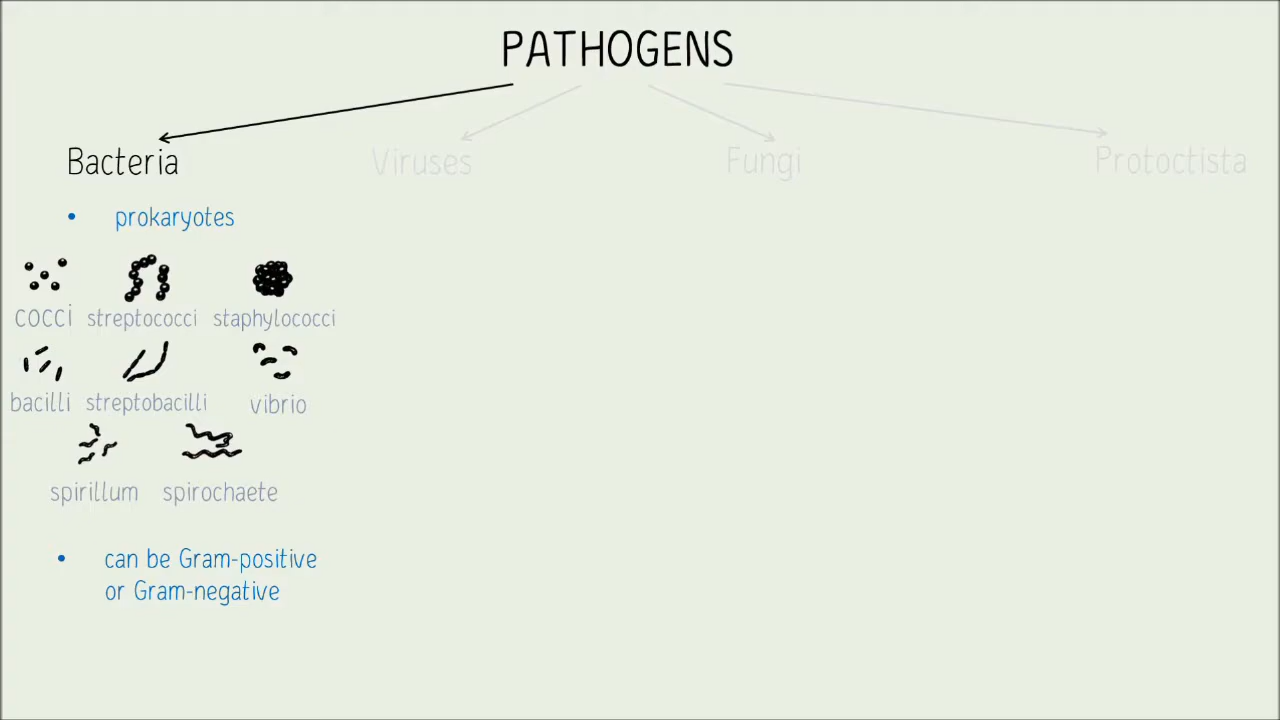 PATHOGENS
Bacteria Viruses Fungi Protoctista
• prokaryotes
cocci streptococci staphylococci
bacilli streptobacilli vibrio
spirillum spirochaete
• can be Gram-positive
or Gram-negative